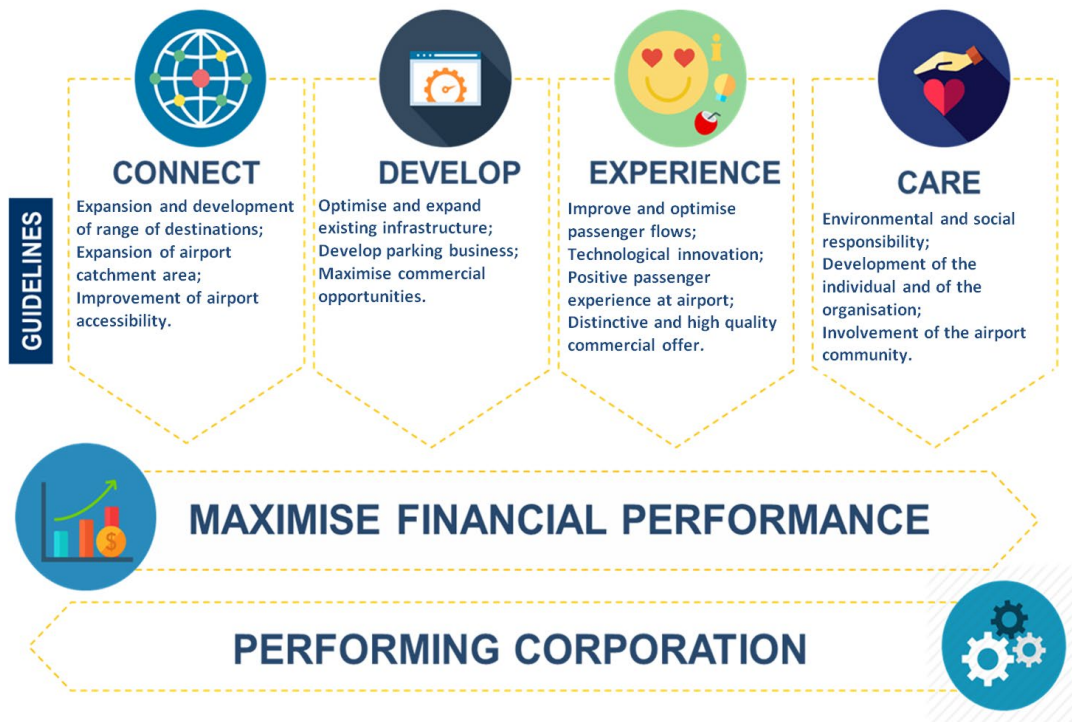 GUIDELINES
CONNECT
Expansion and development
of range of destinations;
Expansion of airport
catchment area;
Improvement of airport
accessibility.
DEVELOP
Optimise and expand
existing infrastructure;
Develop parking business;
Maximise commercial
opportunities.
EXPERIENCE
Improve and optimise
passenger flows;
Technological innovation;
Positive passenger
experience at airport;
Distinctive and high quality
commercial offer.
CARE
Environmental and social
responsibility;
Development of the
individual and of the
organisation;
Involvement of the airport
community.
MAXIMISE FINANCIAL PERFORMANCE
PERFORMING CORPORATION